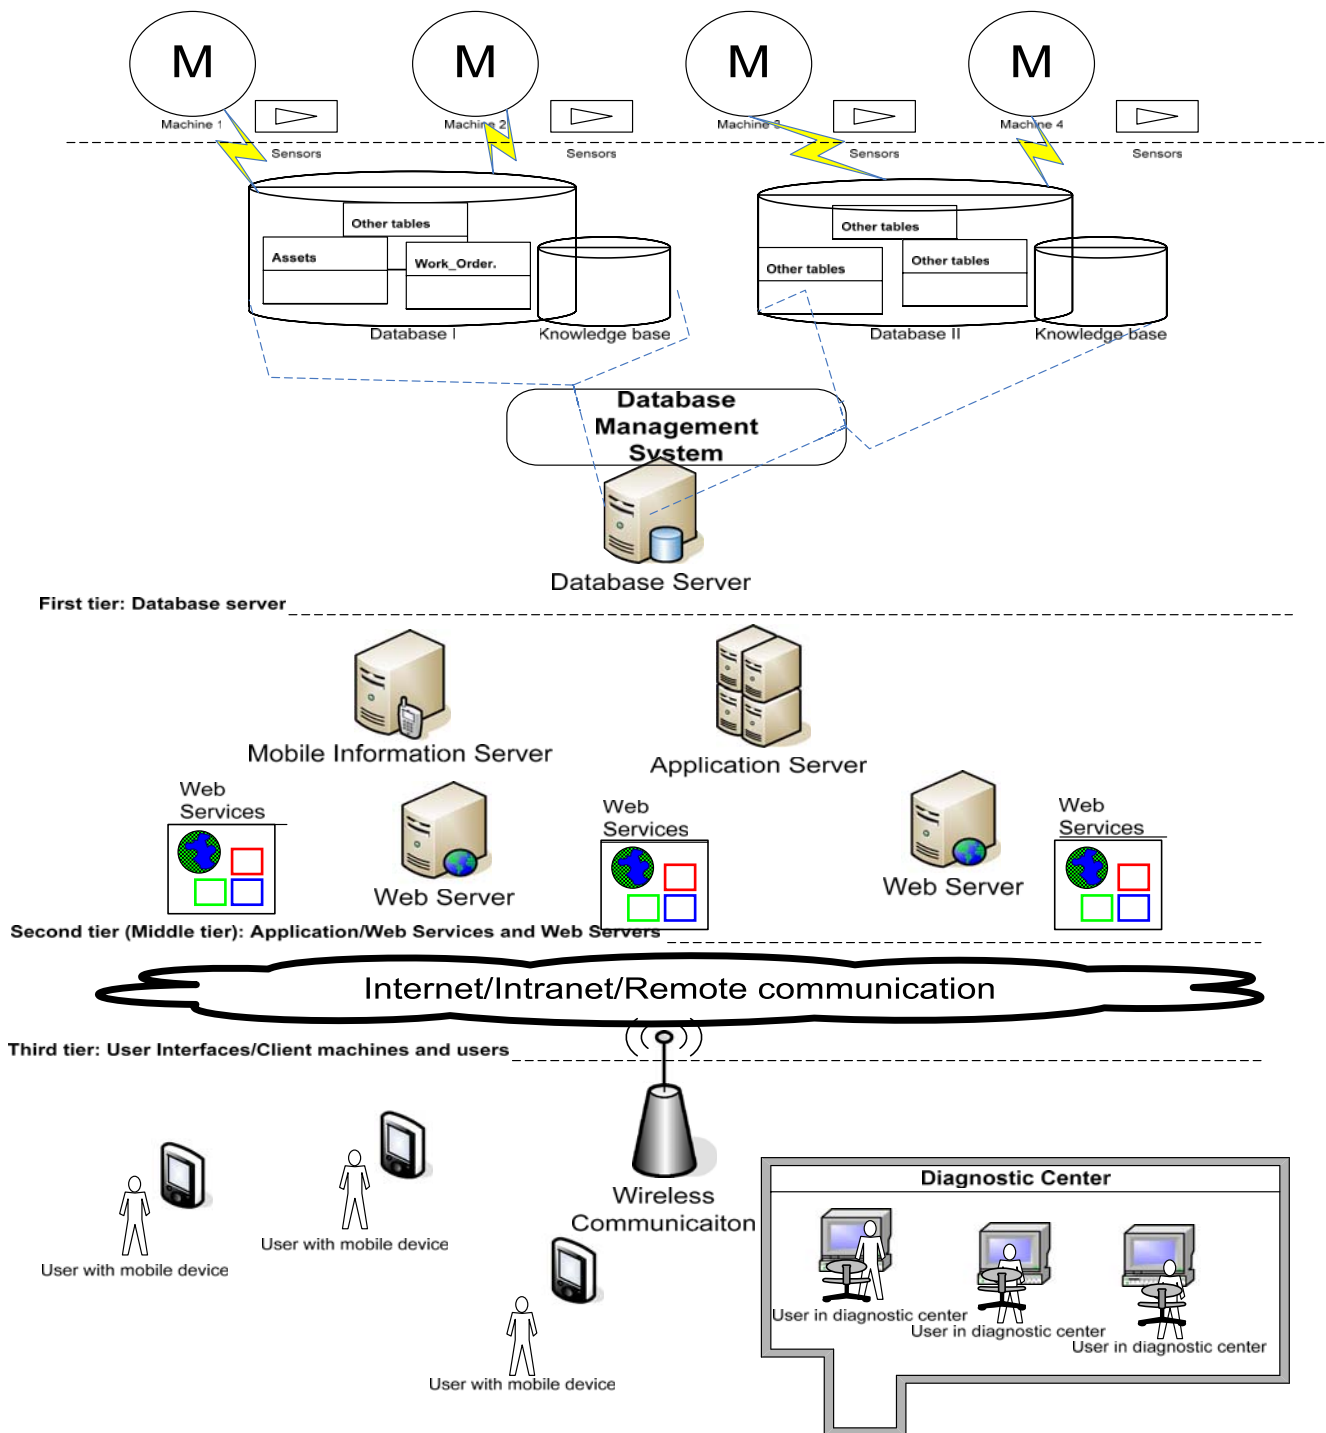 M
M
M
M
Machine 1
Machine 2
Machine 3
Machine 4
Sensors
Sensors
Sensors
Sensors
Other tables
Assets
Work_Order.
Other tables
Other tables
Other tables
Database I
Knowledge base
Database II
Knowledge base
Database
Management
System
Database Server
First tier: Database server
Mobile Information Server
Application Server
Web
Services
Web
Services
Web
Services
Web Server
Web Server
Second tier (Middle tier): Application/Web Services and Web Servers
Internet/Intranet/Remote communication
Third tier: User Interfaces/Client machines and users
Wireless
Communicaiton
Diagnostic Center
User with mobile device
User with mobile device
User with mobile device
User in diagnostic center
User in diagnostic center
User in diagnostic center